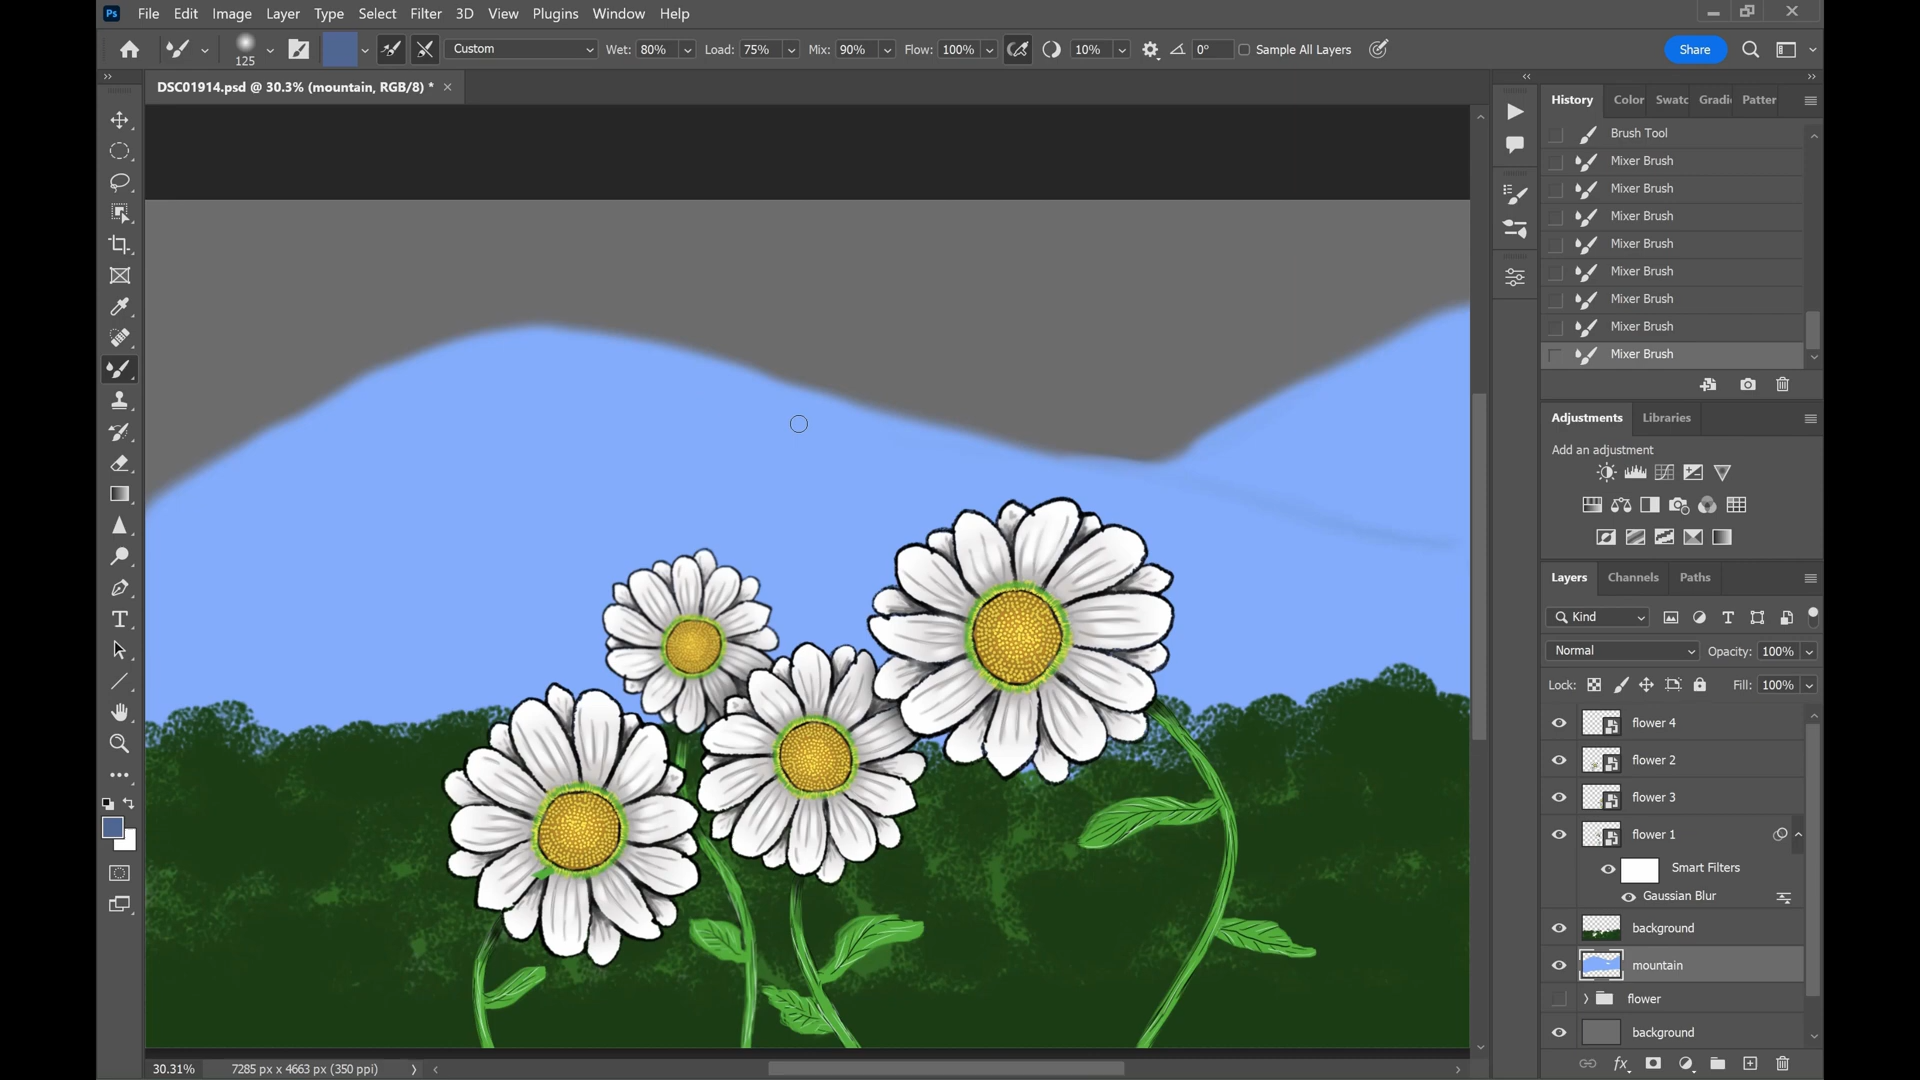 Ps File Edit Image Layer Type Select Filter 3D View Plugins Window Help
125 Custom Wet: 80% Load: 75% Mix: 90% Flow: 100% 10% 0° Sample All Layers Share
DSC01914.psd @ 30.3% (mountain, RGB/8) * ×
History Color Swatc Gradi Patter
Brush Tool
Mixer Brush
Mixer Brush
Mixer Brush
Mixer Brush
Mixer Brush
Mixer Brush
Mixer Brush
Mixer Brush
Adjustments Libraries
Add an adjustment
Layers Channels Paths
Kind
Normal Opacity: 100%
Lock: Fill: 100%
flower 4
flower 2
flower 3
flower 1
Smart Filters
Gaussian Blur
background
mountain
flower
background
30.31% 7285 px x 4663 px (350 ppi)